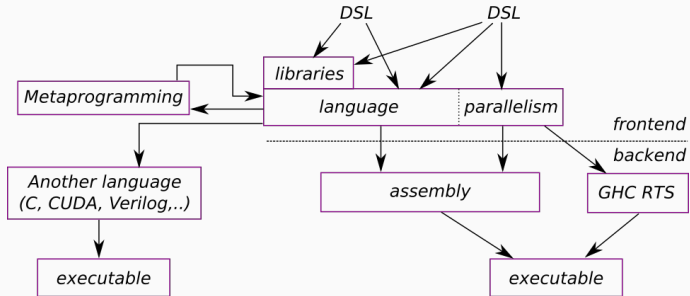 DSL
DSL
libraries
Metaprogramming
language
parallelism
frontend
backend
Another language
(C, CUDA, Verilog,..)
assembly
GHC RTS
executable
executable